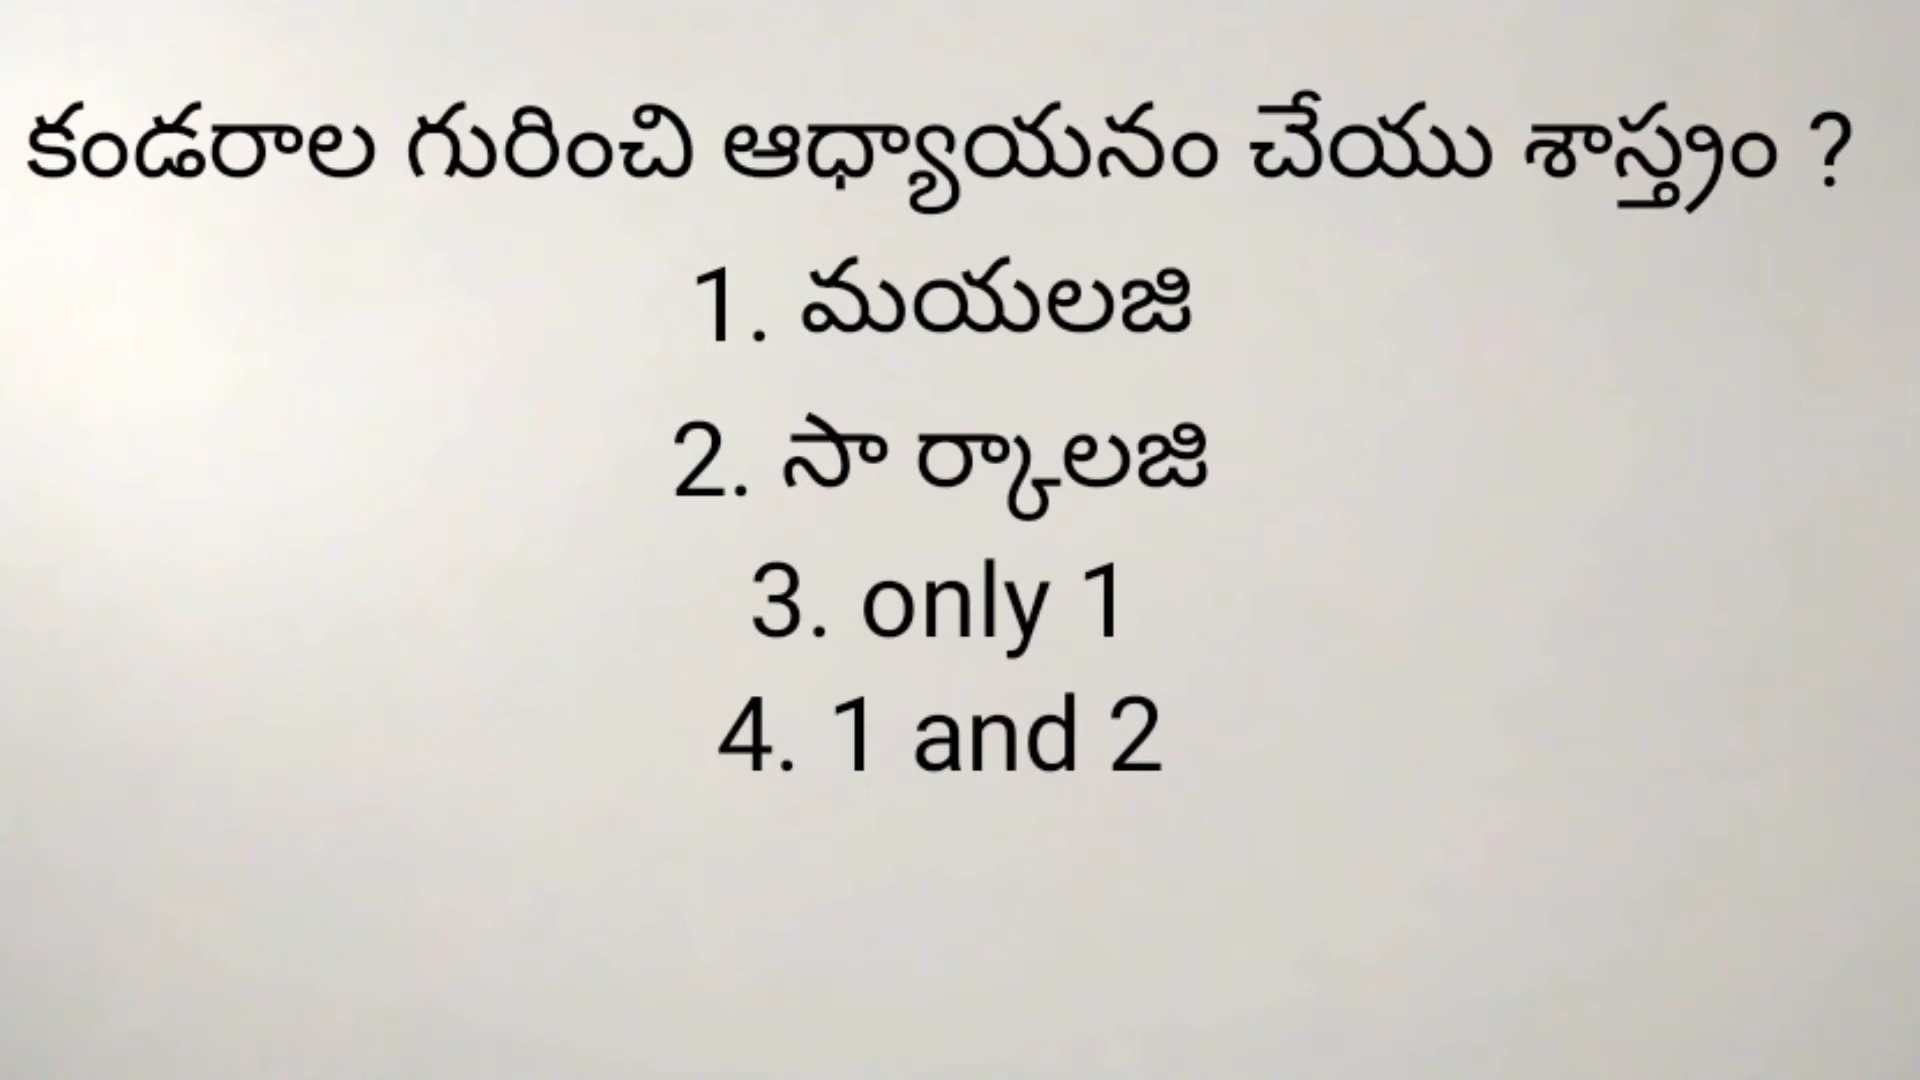 కండరాల గురించి ఆధ్యాయనం చేయు శాస్త్రం ?
1. మయలజి
2. సా ర్కాలజి
3. only 1
4. 1 and 2